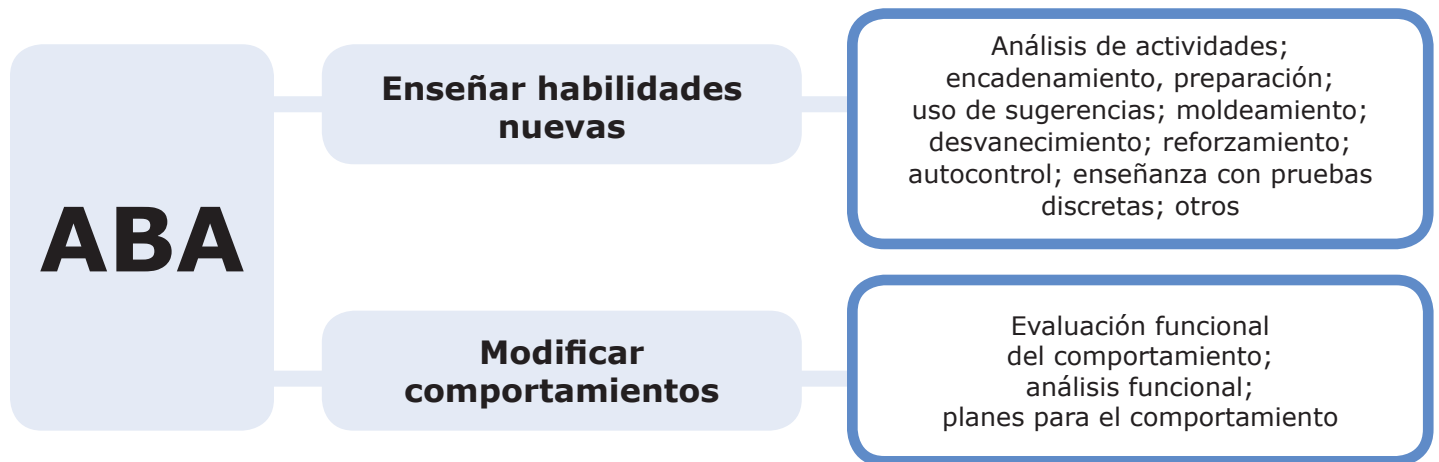 ABA
Enseñar habilidades
nuevas
Análisis de actividades;
encadenamiento, preparación;
uso de sugerencias; moldeamiento;
desvanecimiento; reforzamiento;
autocontrol; enseñanza con pruebas
discretas; otros
Modificar
comportamientos
Evaluación funcional
del comportamiento;
análisis funcional;
planes para el comportamiento